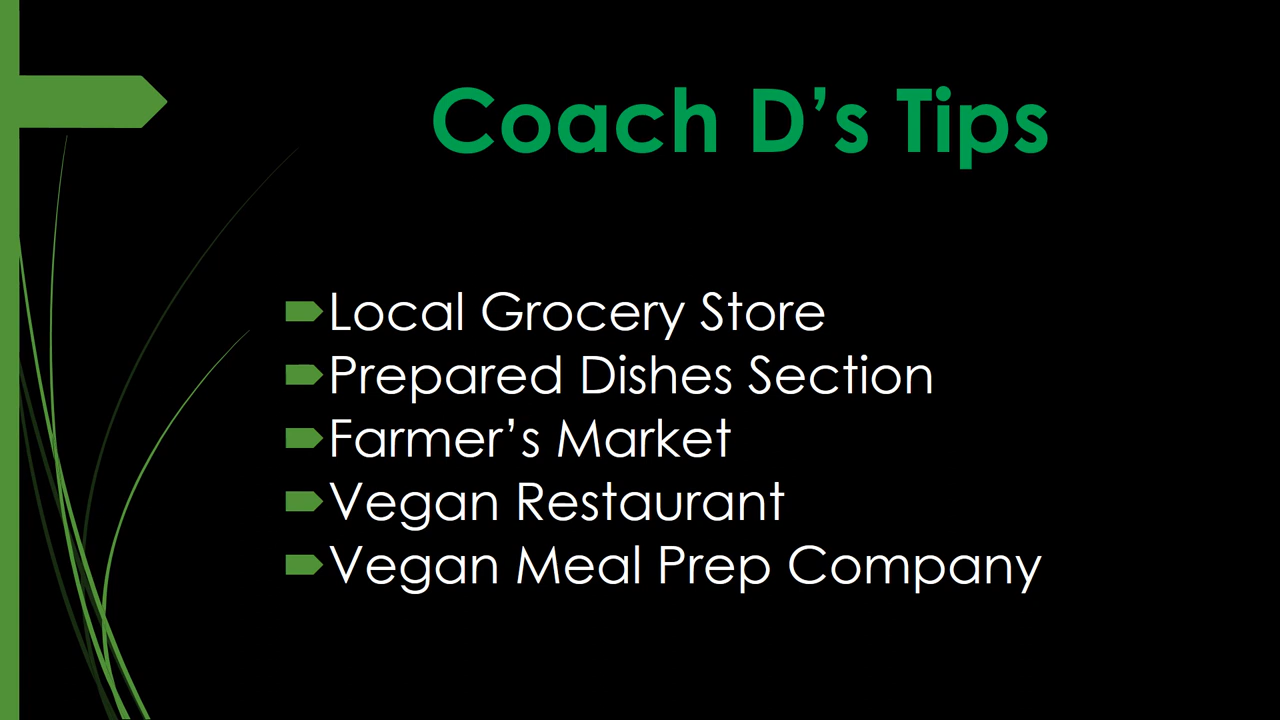 Coach D’s Tips
Local Grocery Store
Prepared Dishes Section
Farmer’s Market
Vegan Restaurant
Vegan Meal Prep Company